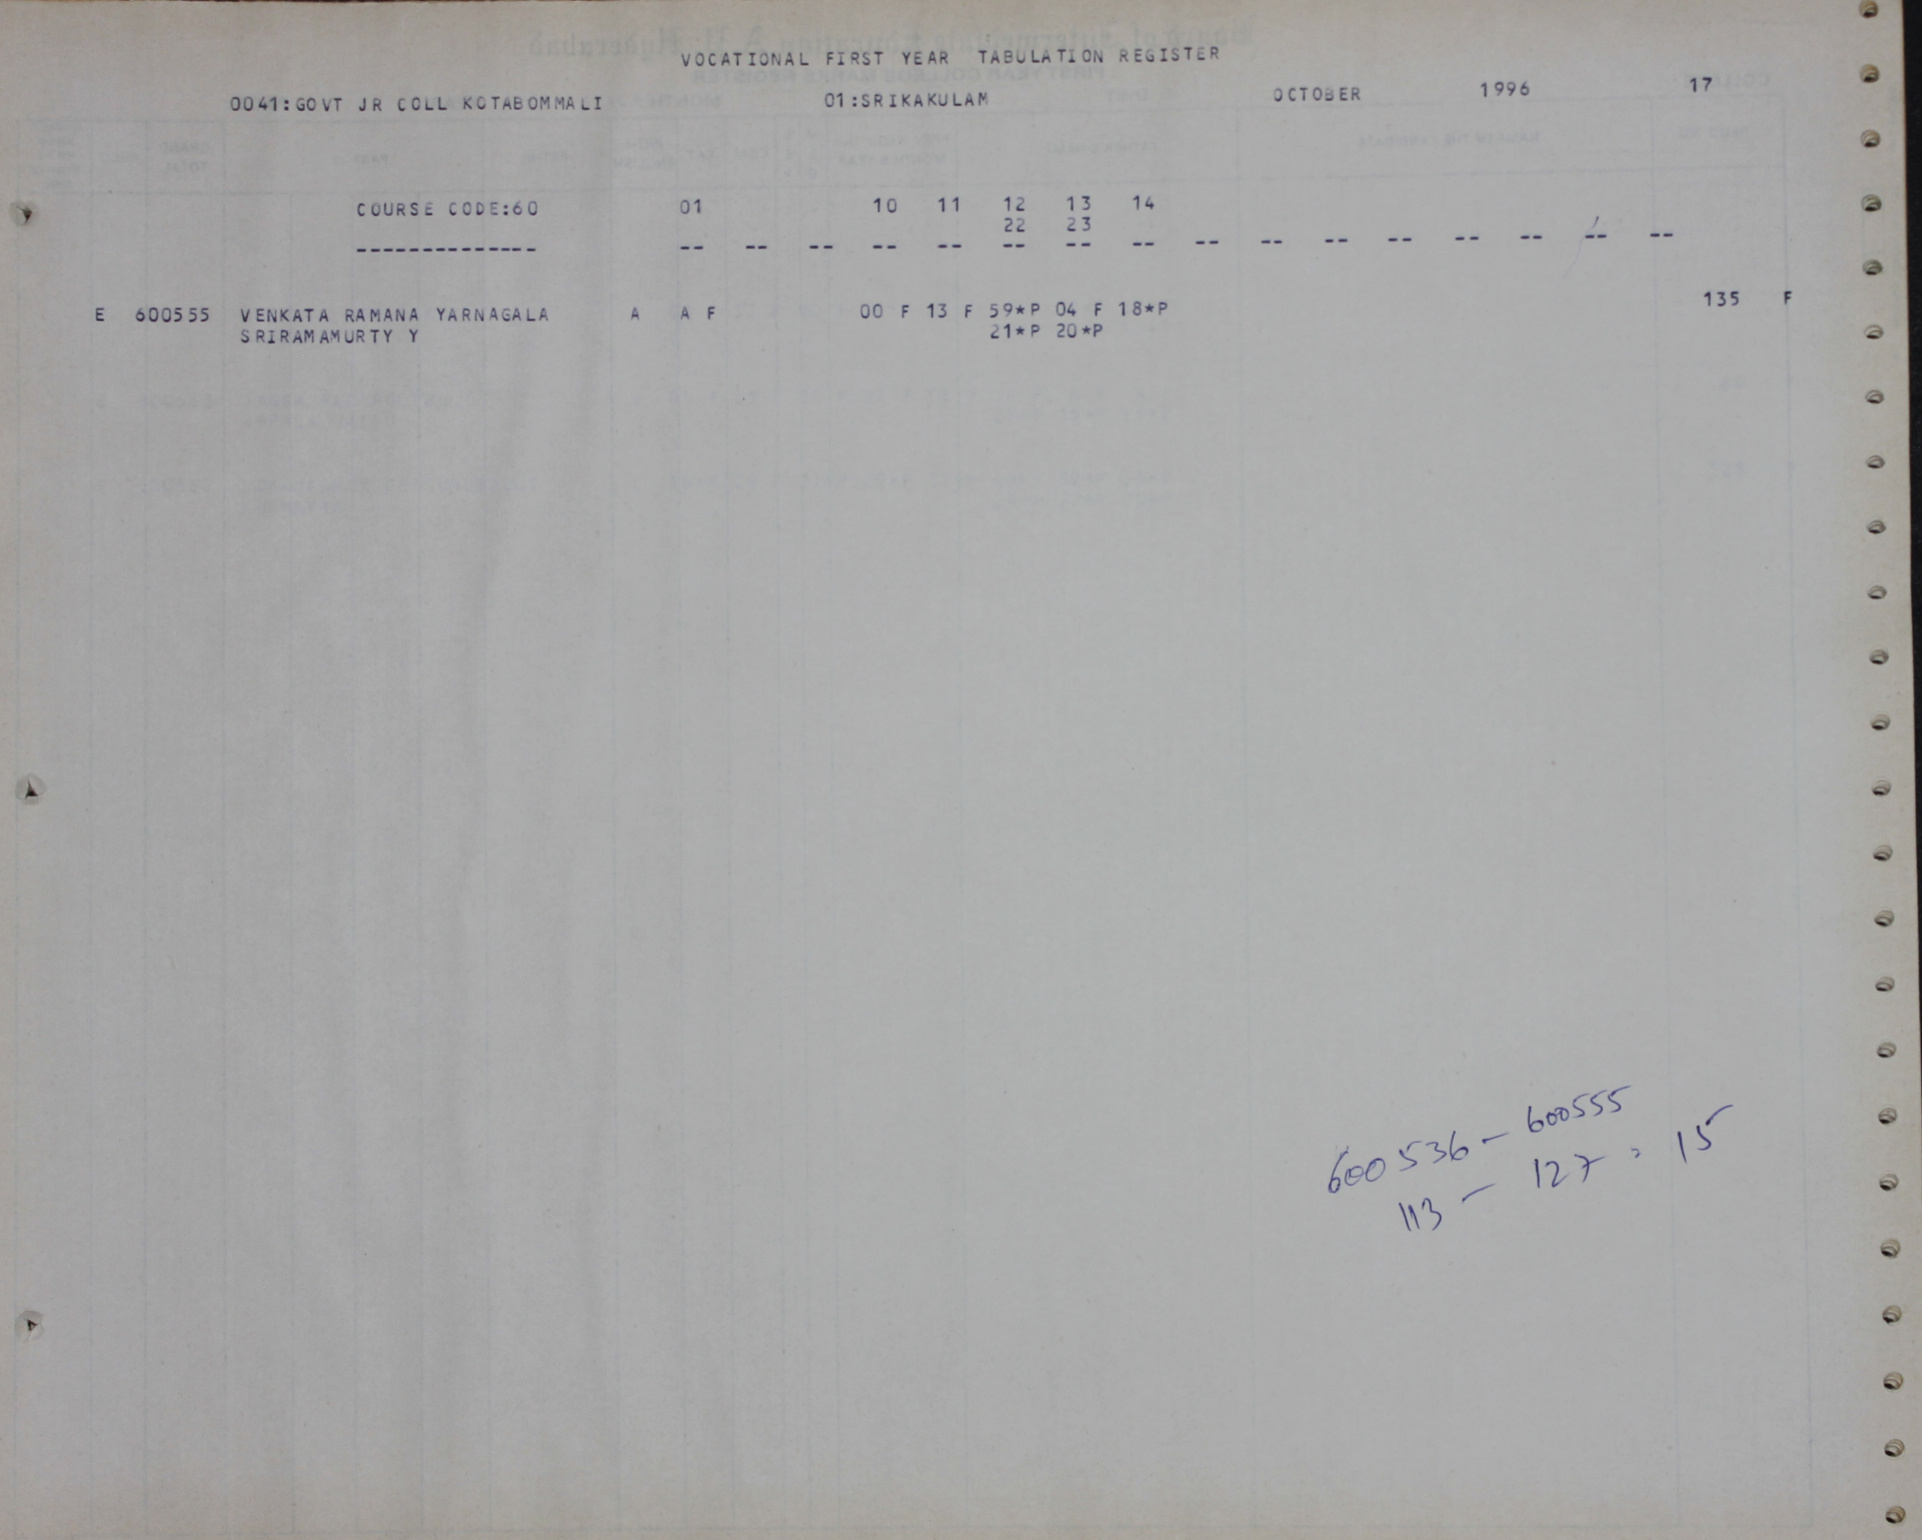 VOCATIONAL FIRST YEAR TABULATION REGISTER
0041:GOVT JR COLL KOTABOMMALI 01:SRIKAKULAM OCTOBER 1996 17
COURSE CODE:60 01 10 11 12 13 14
22 23
-------------- -- -- -- -- -- -- -- -- -- -- -- -- -- -- -- --
E 600555 VENKATA RAMANA YARNAGALA A A F 00 F 13 F 59*P 04 F 18*P 135 F
SRIRAMAMURTY Y 21*P 20*P
600536 - 600555
113 - 127 = 15